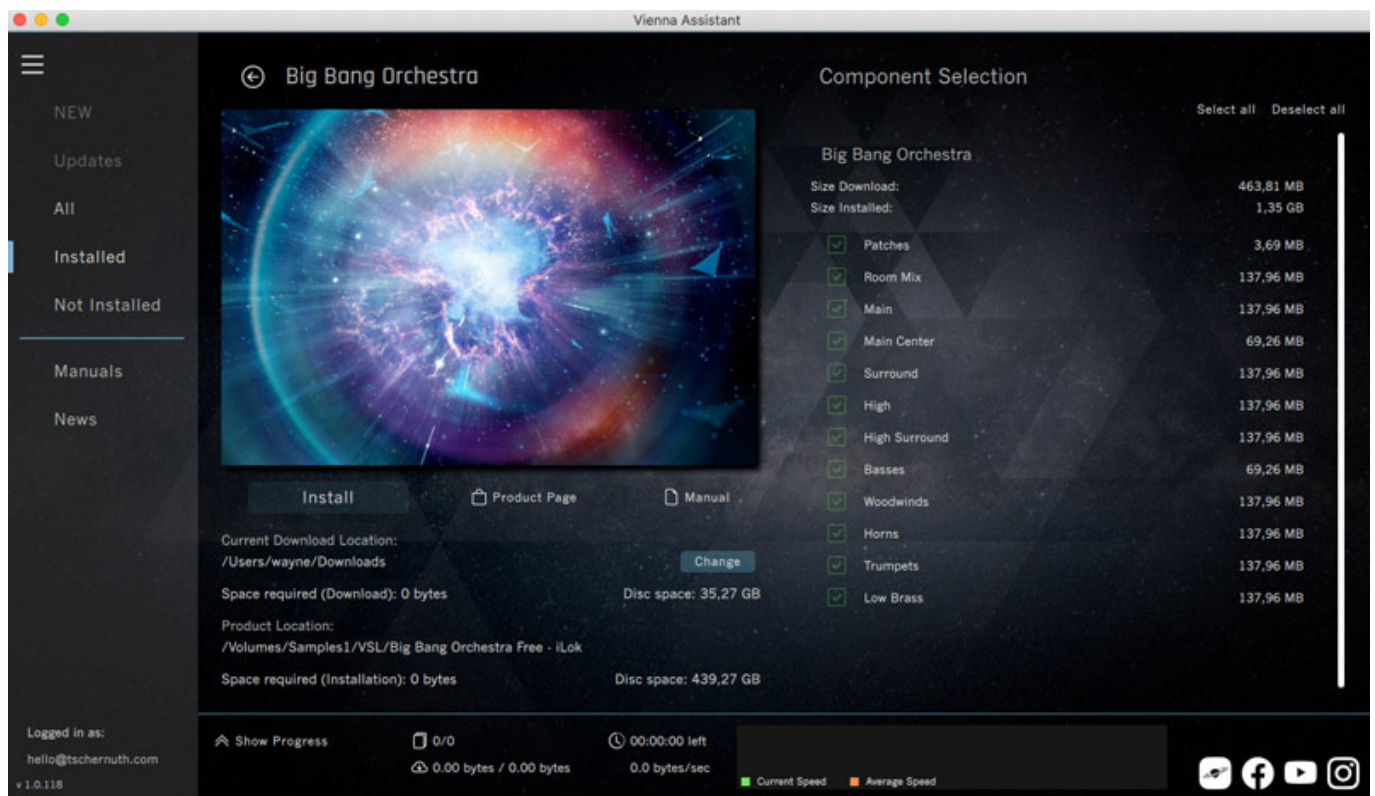 Vienna Assistant
NEW
Updates
All
Installed
Not Installed
Manuals
News
Logged in as:
hello@tschernuth.com
v 1.0.118
Big Bang Orchestra
Install
Product Page
Manual
Current Download Location:
/Users/wayne/Downloads
Change
Space required (Download): 0 bytes
Disc space: 35,27 GB
Product Location:
/Volumes/Samples1/VSL/Big Bang Orchestra Free - iLok
Space required (Installation): 0 bytes
Disc space: 439,27 GB
Component Selection
Select all Deselect all
Big Bang Orchestra
Size Download: 463,81 MB
Size Installed: 1,35 GB
Patches 3,69 MB
Room Mix 137,96 MB
Main 137,96 MB
Main Center 69,26 MB
Surround 137,96 MB
High 137,96 MB
High Surround 137,96 MB
Basses 69,26 MB
Woodwinds 137,96 MB
Horns 137,96 MB
Trumpets 137,96 MB
Low Brass 137,96 MB
Show Progress
0/0
00:00:00 left
0.00 bytes / 0.00 bytes
0.0 bytes/sec
Current Speed
Average Speed